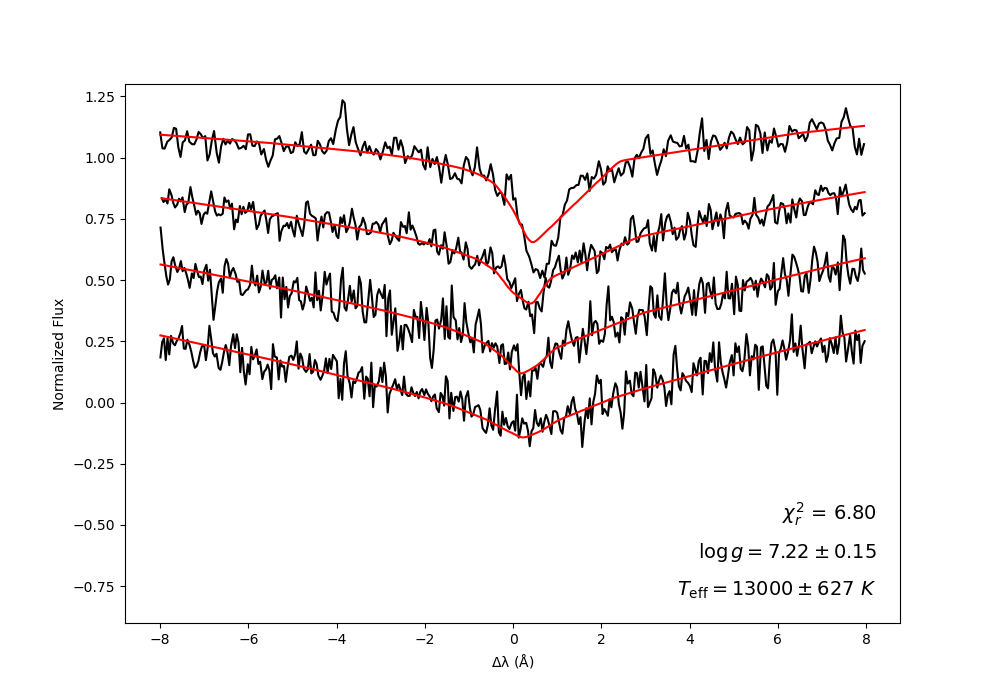 1.25
1.00
0.75
0.50
0.25
0.00
−0.25
−0.50
−0.75
Normalized Flux
χ²ᵣ = 6.80
log g = 7.22 ± 0.15
T_eff = 13000 ± 627 K
−8 −6 −4 −2 0 2 4 6 8
Δλ (Å)